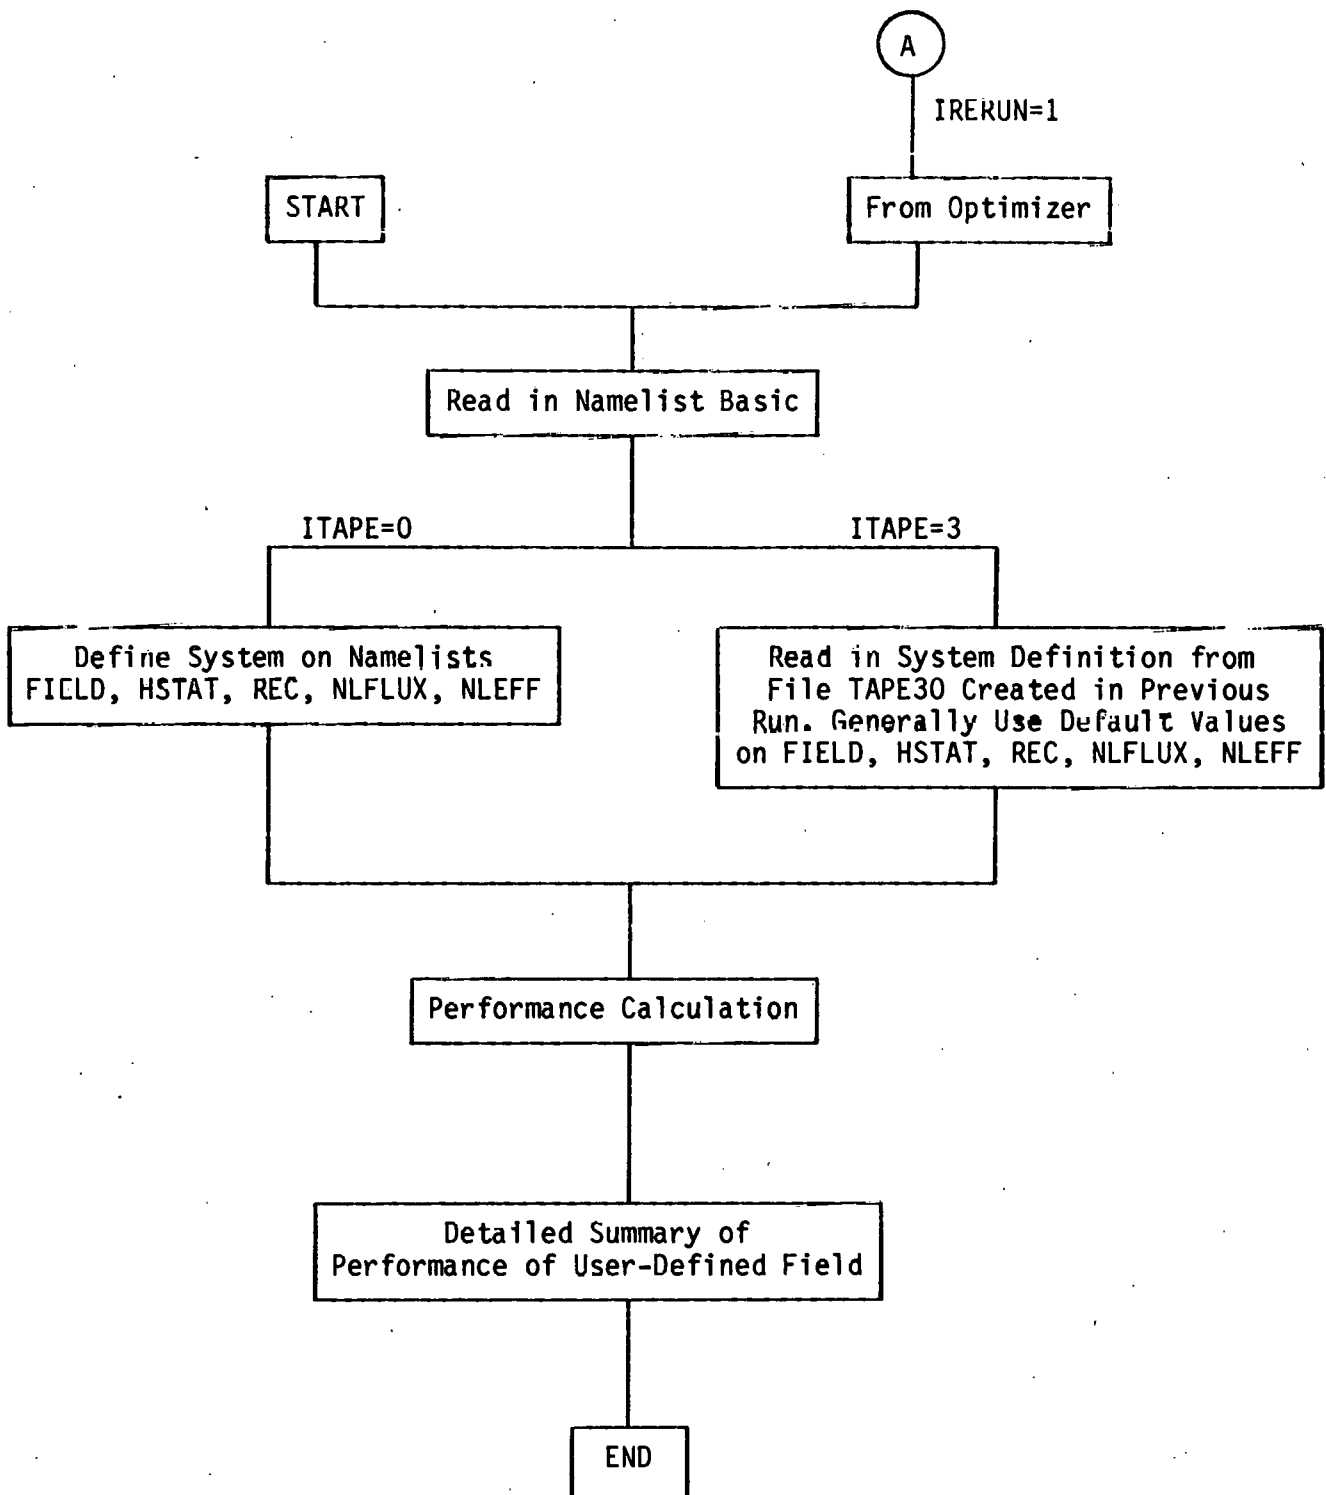 A
IRERUN=1
START
From Optimizer
Read in Namelist Basic
ITAPE=0
ITAPE=3
Define System on Namelists
FIELD, HSTAT, REC, NLFLUX, NLEFF
Read in System Definition from
File TAPE30 Created in Previous
Run. Generally Use Default Values
on FIELD, HSTAT, REC, NLFLUX, NLEFF
Performance Calculation
Detailed Summary of
Performance of User-Defined Field
END